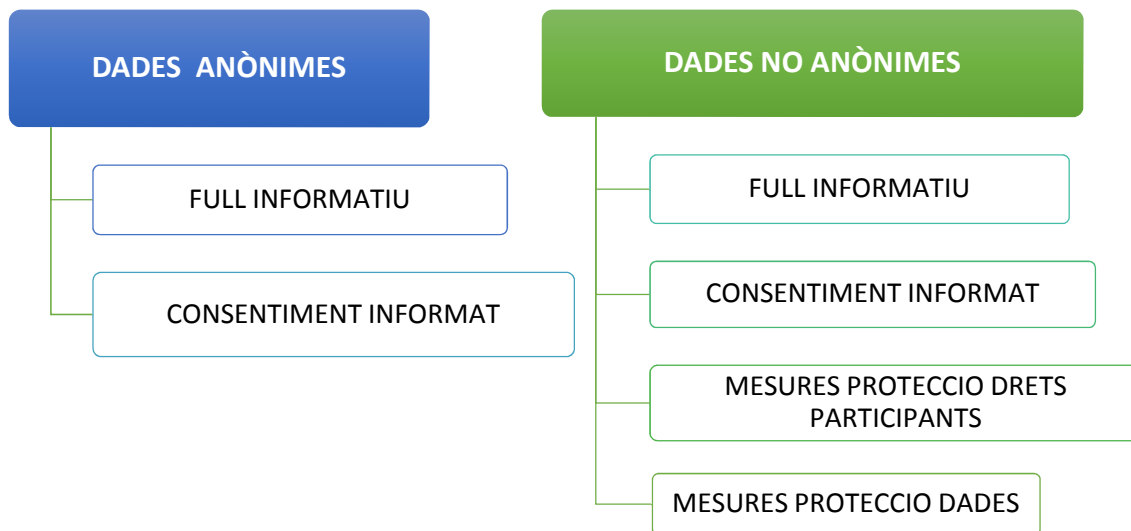 DADES ANÒNIMES
FULL INFORMATIU
CONSENTIMENT INFORMAT
DADES NO ANÒNIMES
FULL INFORMATIU
CONSENTIMENT INFORMAT
MESURES PROTECCIO DRETS
PARTICIPANTS
MESURES PROTECCIO DADES